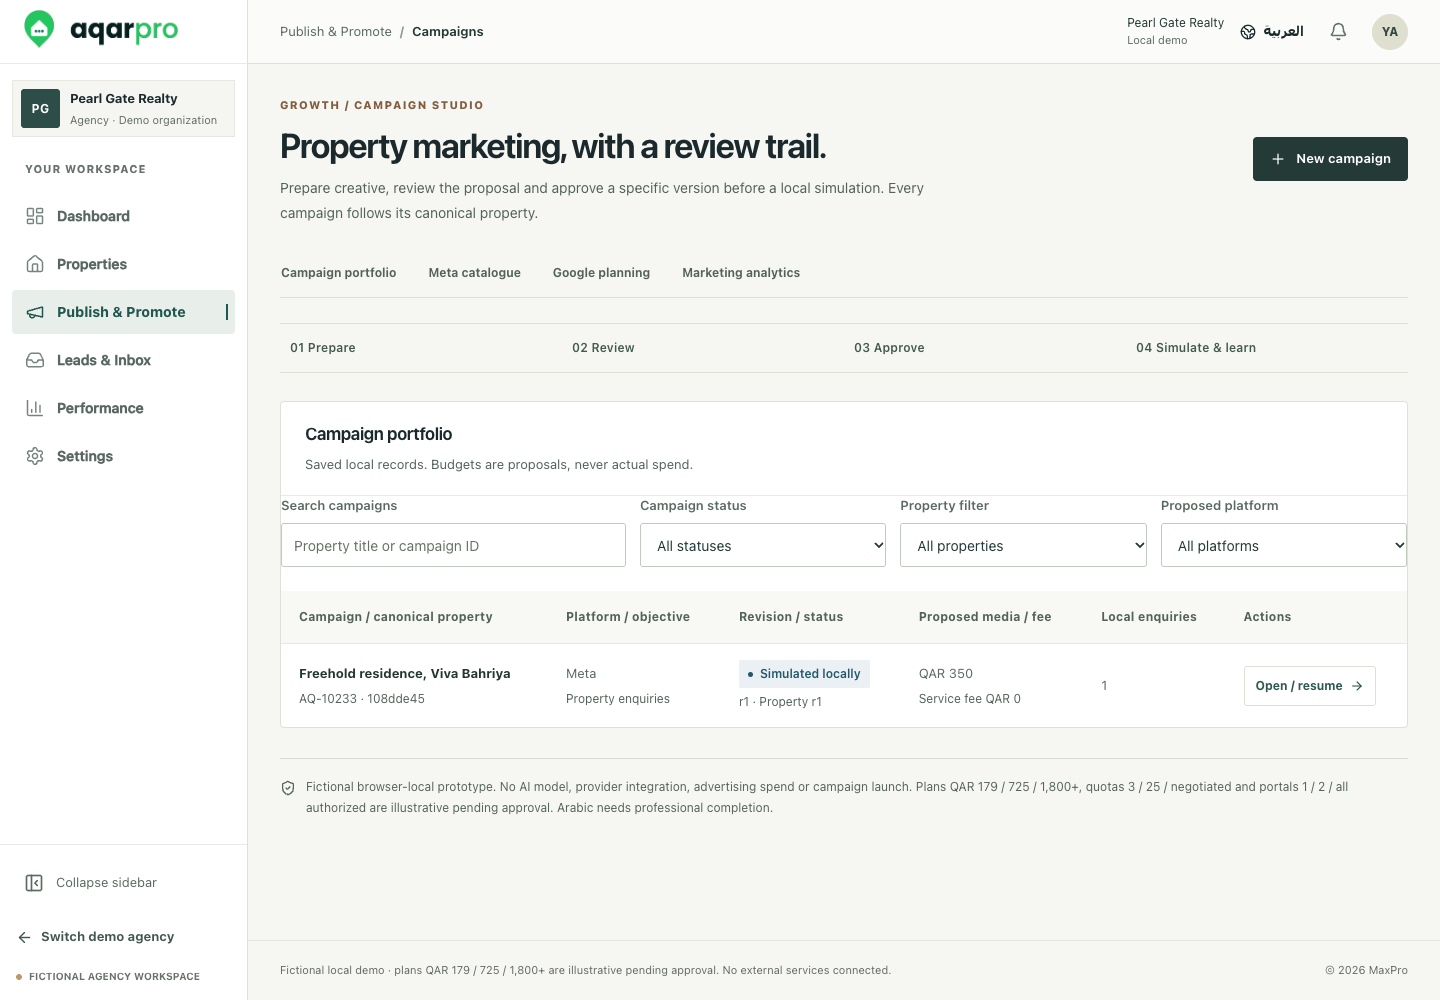 aqarpro
PG
Pearl Gate Realty
Agency · Demo organization
YOUR WORKSPACE
Dashboard
Properties
Publish & Promote
Leads & Inbox
Performance
Settings
Collapse sidebar
Switch demo agency
FICTIONAL AGENCY WORKSPACE
Publish & Promote / Campaigns
Pearl Gate Realty
Local demo
العربية
YA
GROWTH / CAMPAIGN STUDIO
Property marketing, with a review trail.
Prepare creative, review the proposal and approve a specific version before a local simulation. Every
campaign follows its canonical property.
New campaign
Campaign portfolio Meta catalogue Google planning Marketing analytics
01 Prepare 02 Review 03 Approve 04 Simulate & learn
Campaign portfolio
Saved local records. Budgets are proposals, never actual spend.
Search campaigns Campaign status Property filter Proposed platform
Property title or campaign ID All statuses All properties All platforms
Campaign / canonical property Platform / objective Revision / status Proposed media / fee Local enquiries Actions
Freehold residence, Viva Bahriya Meta Simulated locally QAR 350 1 Open / resume
AQ-10233 · 108dde45 Property enquiries r1 · Property r1 Service fee QAR 0
Fictional browser-local prototype. No AI model, provider integration, advertising spend or campaign launch. Plans QAR 179 / 725 / 1,800+, quotas 3 / 25 / negotiated and portals 1 / 2 / all
authorized are illustrative pending approval. Arabic needs professional completion.
Fictional local demo · plans QAR 179 / 725 / 1,800+ are illustrative pending approval. No external services connected.
© 2026 MaxPro